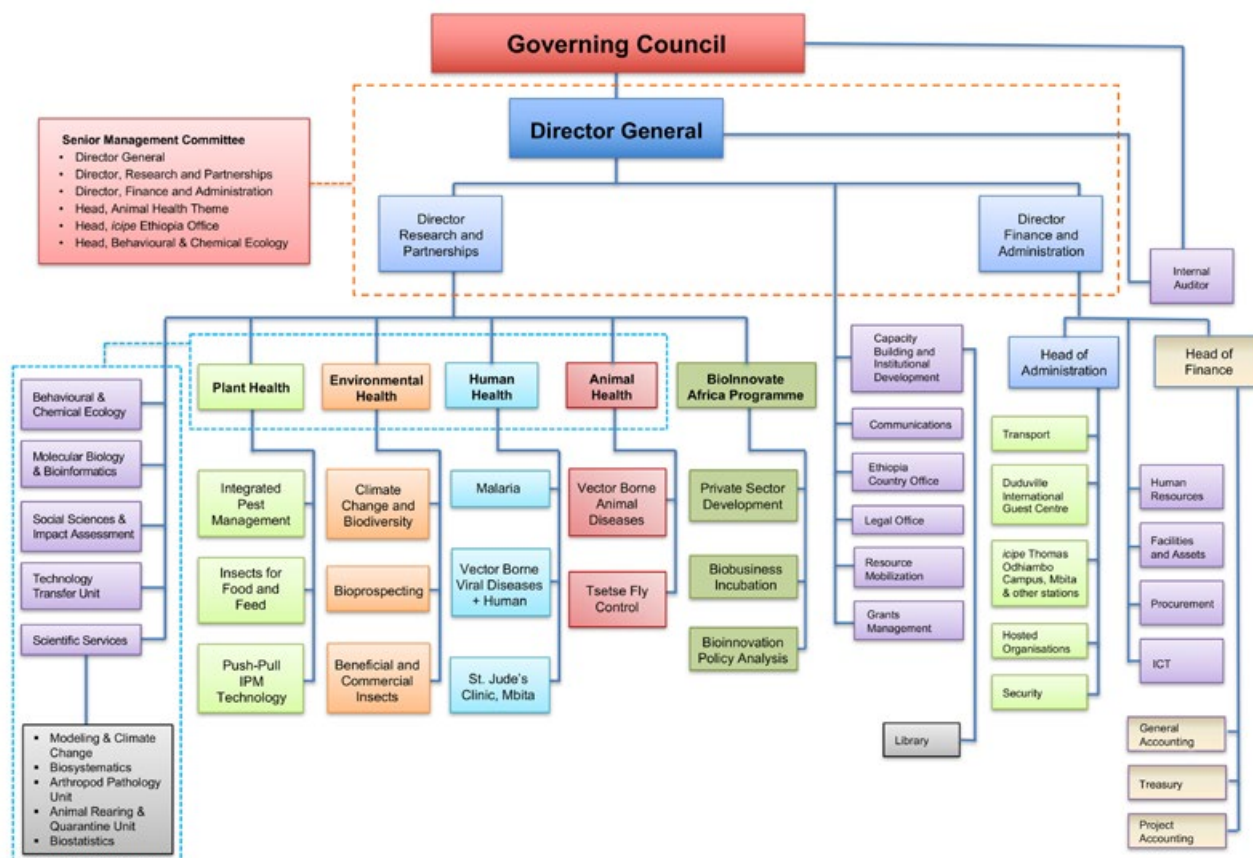 Governing Council
Director General
Senior Management Committee
• Director General
• Director, Research and Partnerships
• Director, Finance and Administration
• Head, Animal Health Theme
• Head, icipe Ethiopia Office
• Head, Behavioural & Chemical Ecology
Director
Research and
Partnerships
Director
Finance and
Administration
Internal
Auditor
Behavioural &
Chemical Ecology
Molecular Biology
& Bioinformatics
Social Sciences &
Impact Assessment
Technology
Transfer Unit
Scientific Services
▪ Modeling & Climate
Change
▪ Biosystematics
▪ Arthropod Pathology
Unit
▪ Animal Rearing &
Quarantine Unit
▪ Biostatistics
Plant Health
Integrated
Pest
Management
Insects for
Food and
Feed
Push-Pull
IPM
Technology
Environmental
Health
Climate
Change and
Biodiversity
Bioprospecting
Beneficial and
Commercial
Insects
Human
Health
Malaria
Vector Borne
Viral Diseases
+ Human
St. Jude's
Clinic, Mbita
Animal
Health
Vector Borne
Animal
Diseases
Tsetse Fly
Control
BioInnovate
Africa Programme
Private Sector
Development
Biobusiness
Incubation
Bioinnovation
Policy Analysis
Capacity
Building and
Institutional
Development
Communications
Ethiopia
Country Office
Legal Office
Resource
Mobilization
Grants
Management
Library
Head of
Administration
Transport
Duduville
International
Guest Centre
icipe Thomas
Odhiambo
Campus, Mbita
& other stations
Hosted
Organisations
Security
Human
Resources
Facilities
and Assets
Procurement
ICT
Head of
Finance
General
Accounting
Treasury
Project
Accounting